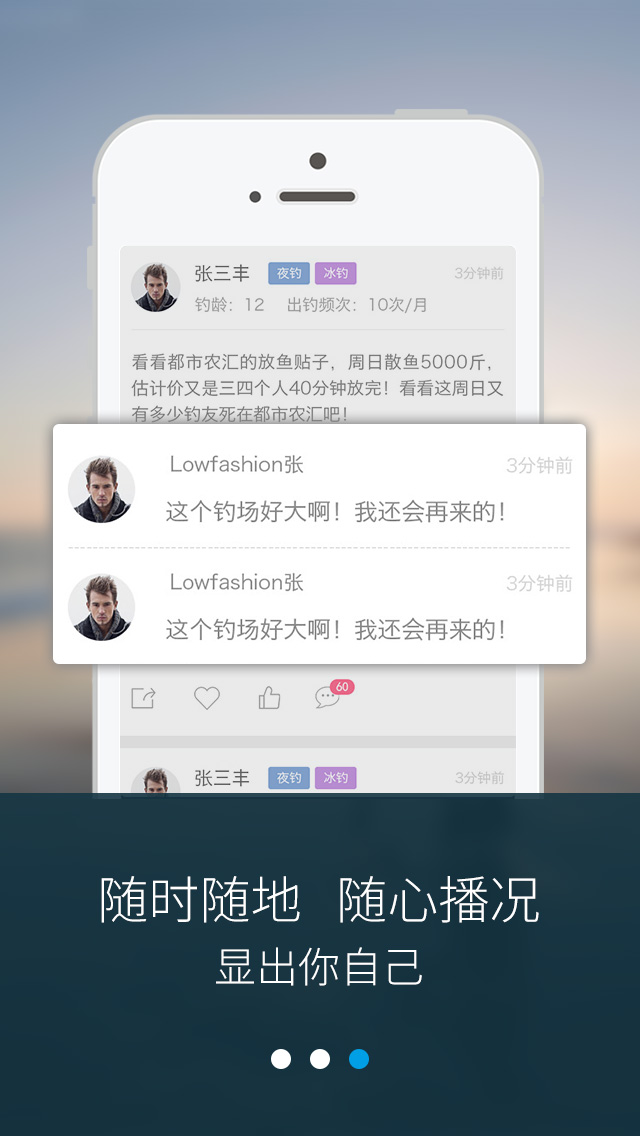 张三丰 夜钓 冰钓 3分钟前
钓龄：12 出钓频次：10次/月
看看都市农汇的放鱼贴子，周日散鱼5000斤，
估计价又是三四个人40分钟放完！看看这周日又
有多少钓友死在都市农汇吧！
Lowfashion张 3分钟前
这个钓场好大啊！我还会再来的！
Lowfashion张 3分钟前
这个钓场好大啊！我还会再来的！
60
张三丰 夜钓 冰钓 3分钟前
随时随地 随心播况
显出你自己